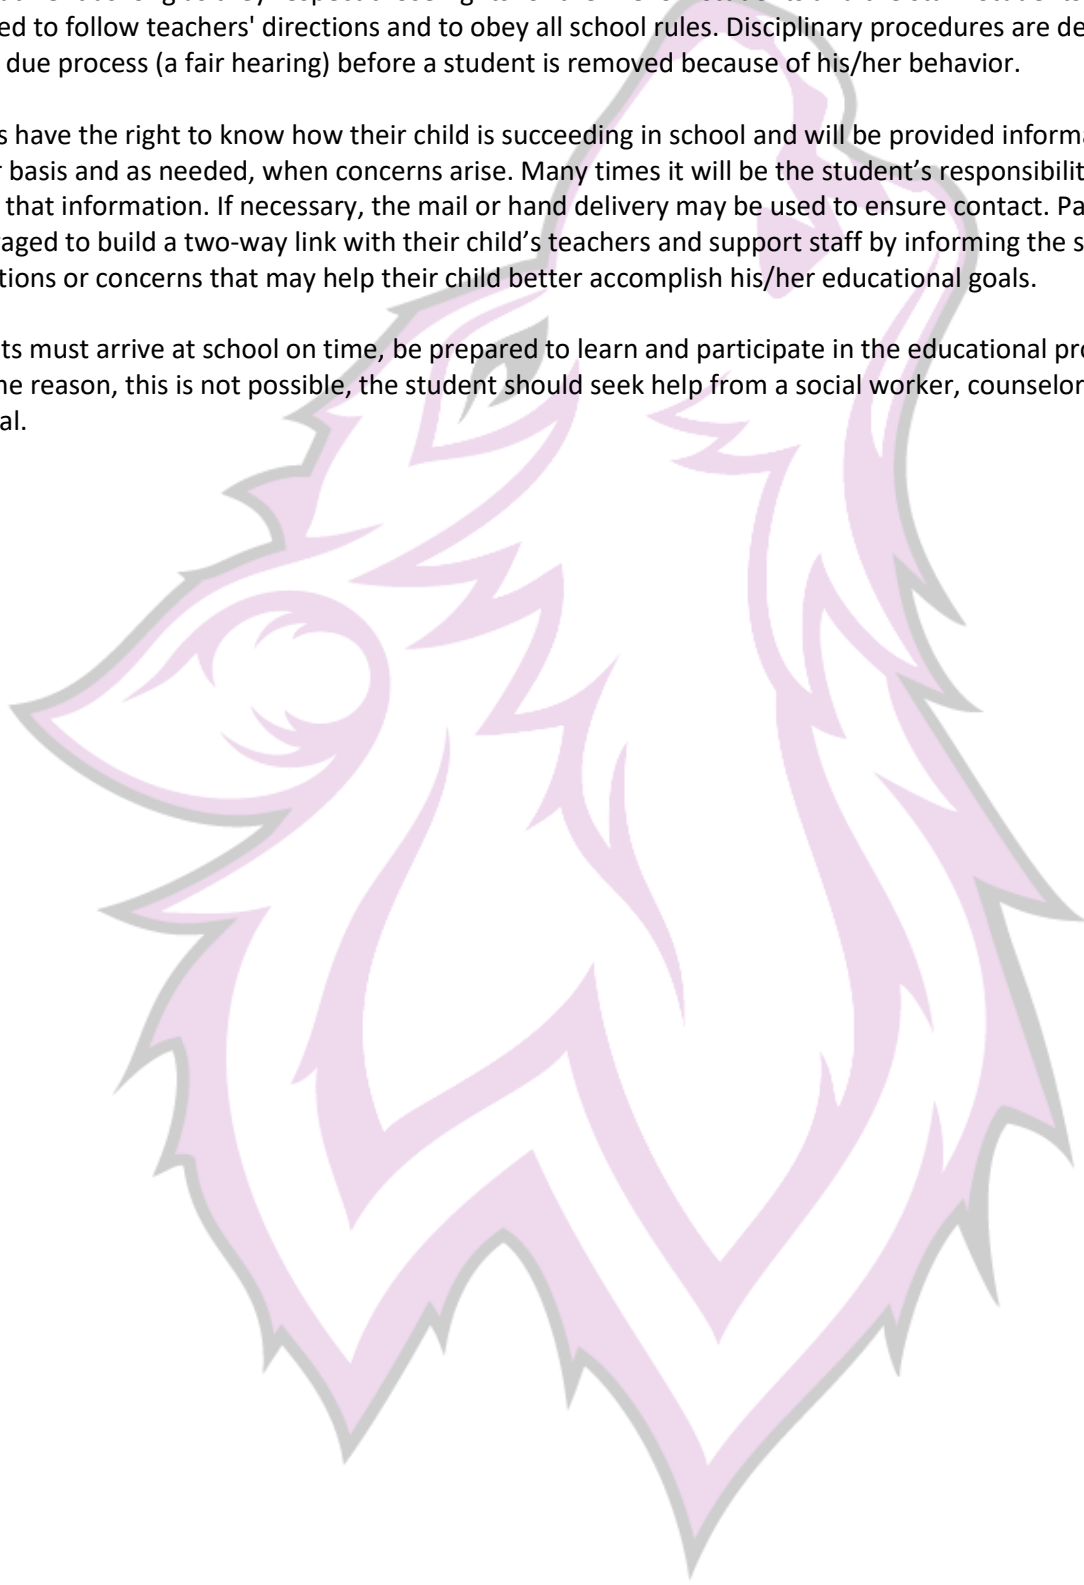 ed to follow teachers' directions and to obey all school rules. Disciplinary procedures are de
due process (a fair hearing) before a student is removed because of his/her behavior.
s have the right to know how their child is succeeding in school and will be provided informa
r basis and as needed, when concerns arise. Many times it will be the student’s responsibilit
that information. If necessary, the mail or hand delivery may be used to ensure contact. Pa
raged to build a two-way link with their child’s teachers and support staff by informing the s
tions or concerns that may help their child better accomplish his/her educational goals.
ts must arrive at school on time, be prepared to learn and participate in the educational pro
ne reason, this is not possible, the student should seek help from a social worker, counselor
al.